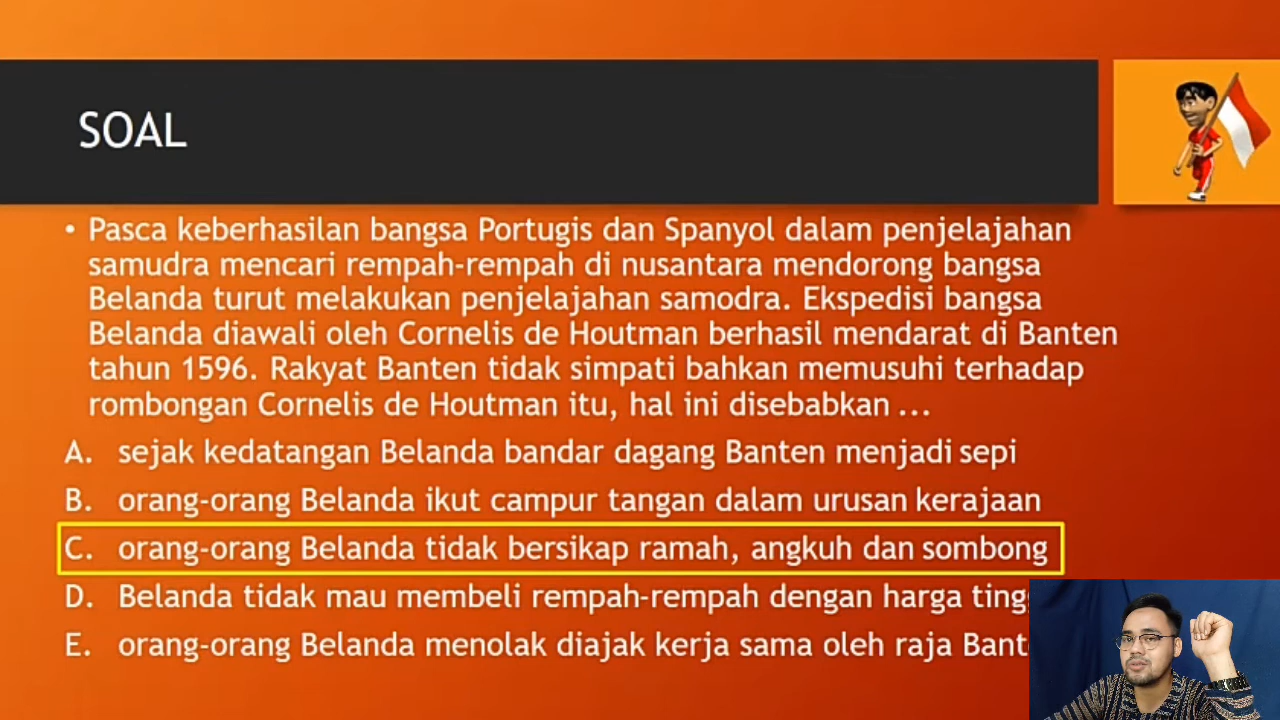 SOAL
• Pasca keberhasilan bangsa Portugis dan Spanyol dalam penjelajahan
samudra mencari rempah-rempah di nusantara mendorong bangsa
Belanda turut melakukan penjelajahan samodra. Ekspedisi bangsa
Belanda diawali oleh Cornelis de Houtman berhasil mendarat di Banten
tahun 1596. Rakyat Banten tidak simpati bahkan memusuhi terhadap
rombongan Cornelis de Houtman itu, hal ini disebabkan ...
A. sejak kedatangan Belanda bandar dagang Banten menjadi sepi
B. orang-orang Belanda ikut campur tangan dalam urusan kerajaan
C. orang-orang Belanda tidak bersikap ramah, angkuh dan sombong
D. Belanda tidak mau membeli rempah-rempah dengan harga
E. orang-orang Belanda menolak diajak kerja sama oleh raja